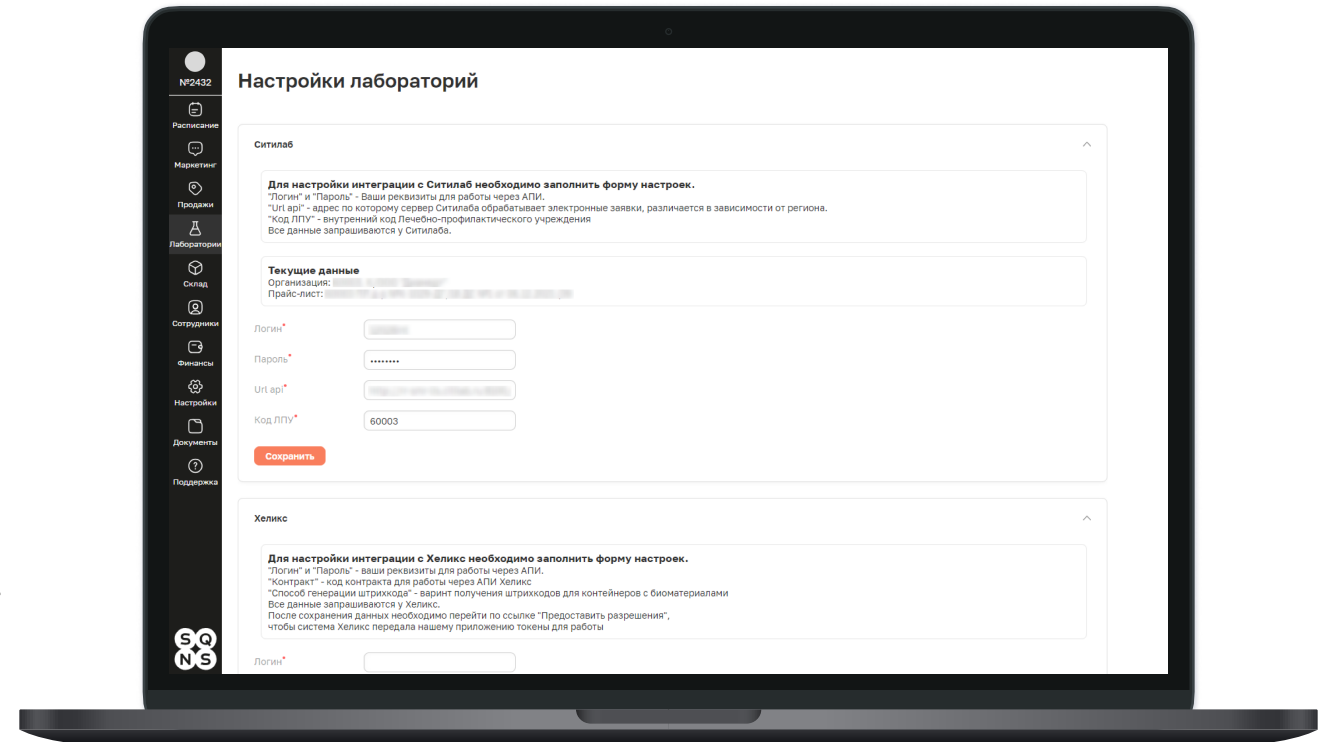 №2432
Расписание
Маркетинг
Продажи
Лаборатории
Склад
Сотрудники
Финансы
Настройки
Документы
Поддержка
SQNS
Настройки лабораторий
Ситилаб
Для настройки интеграции с Ситилаб необходимо заполнить форму настроек.
"Логин" и "Пароль" - Ваши реквизиты для работы через АПИ.
"Url api" - адрес по которому сервер Ситилаба обрабатывает электронные заявки, различается в зависимости от региона.
"Код ЛПУ" - внутренний код Лечебно-профилактического учреждения
Все данные запрашиваются у Ситилаба.
Текущие данные
Организация:
Прайс-лист:
Логин*
Пароль* ••••••••
Url api*
Код ЛПУ* 60003
Сохранить
Хеликс
Для настройки интеграции с Хеликс необходимо заполнить форму настроек.
"Логин" и "Пароль" - ваши реквизиты для работы через АПИ.
"Контракт" - код контракта для работы через АПИ Хеликс
"Способ генерации штрихкода" - варинт получения штрихкодов для контейнеров с биоматериалами
Все данные запрашиваются у Хеликс.
После сохранения данных необходимо перейти по ссылке "Предоставить разрешения",
чтобы система Хеликс передала нашему приложению токены для работы
Логин*